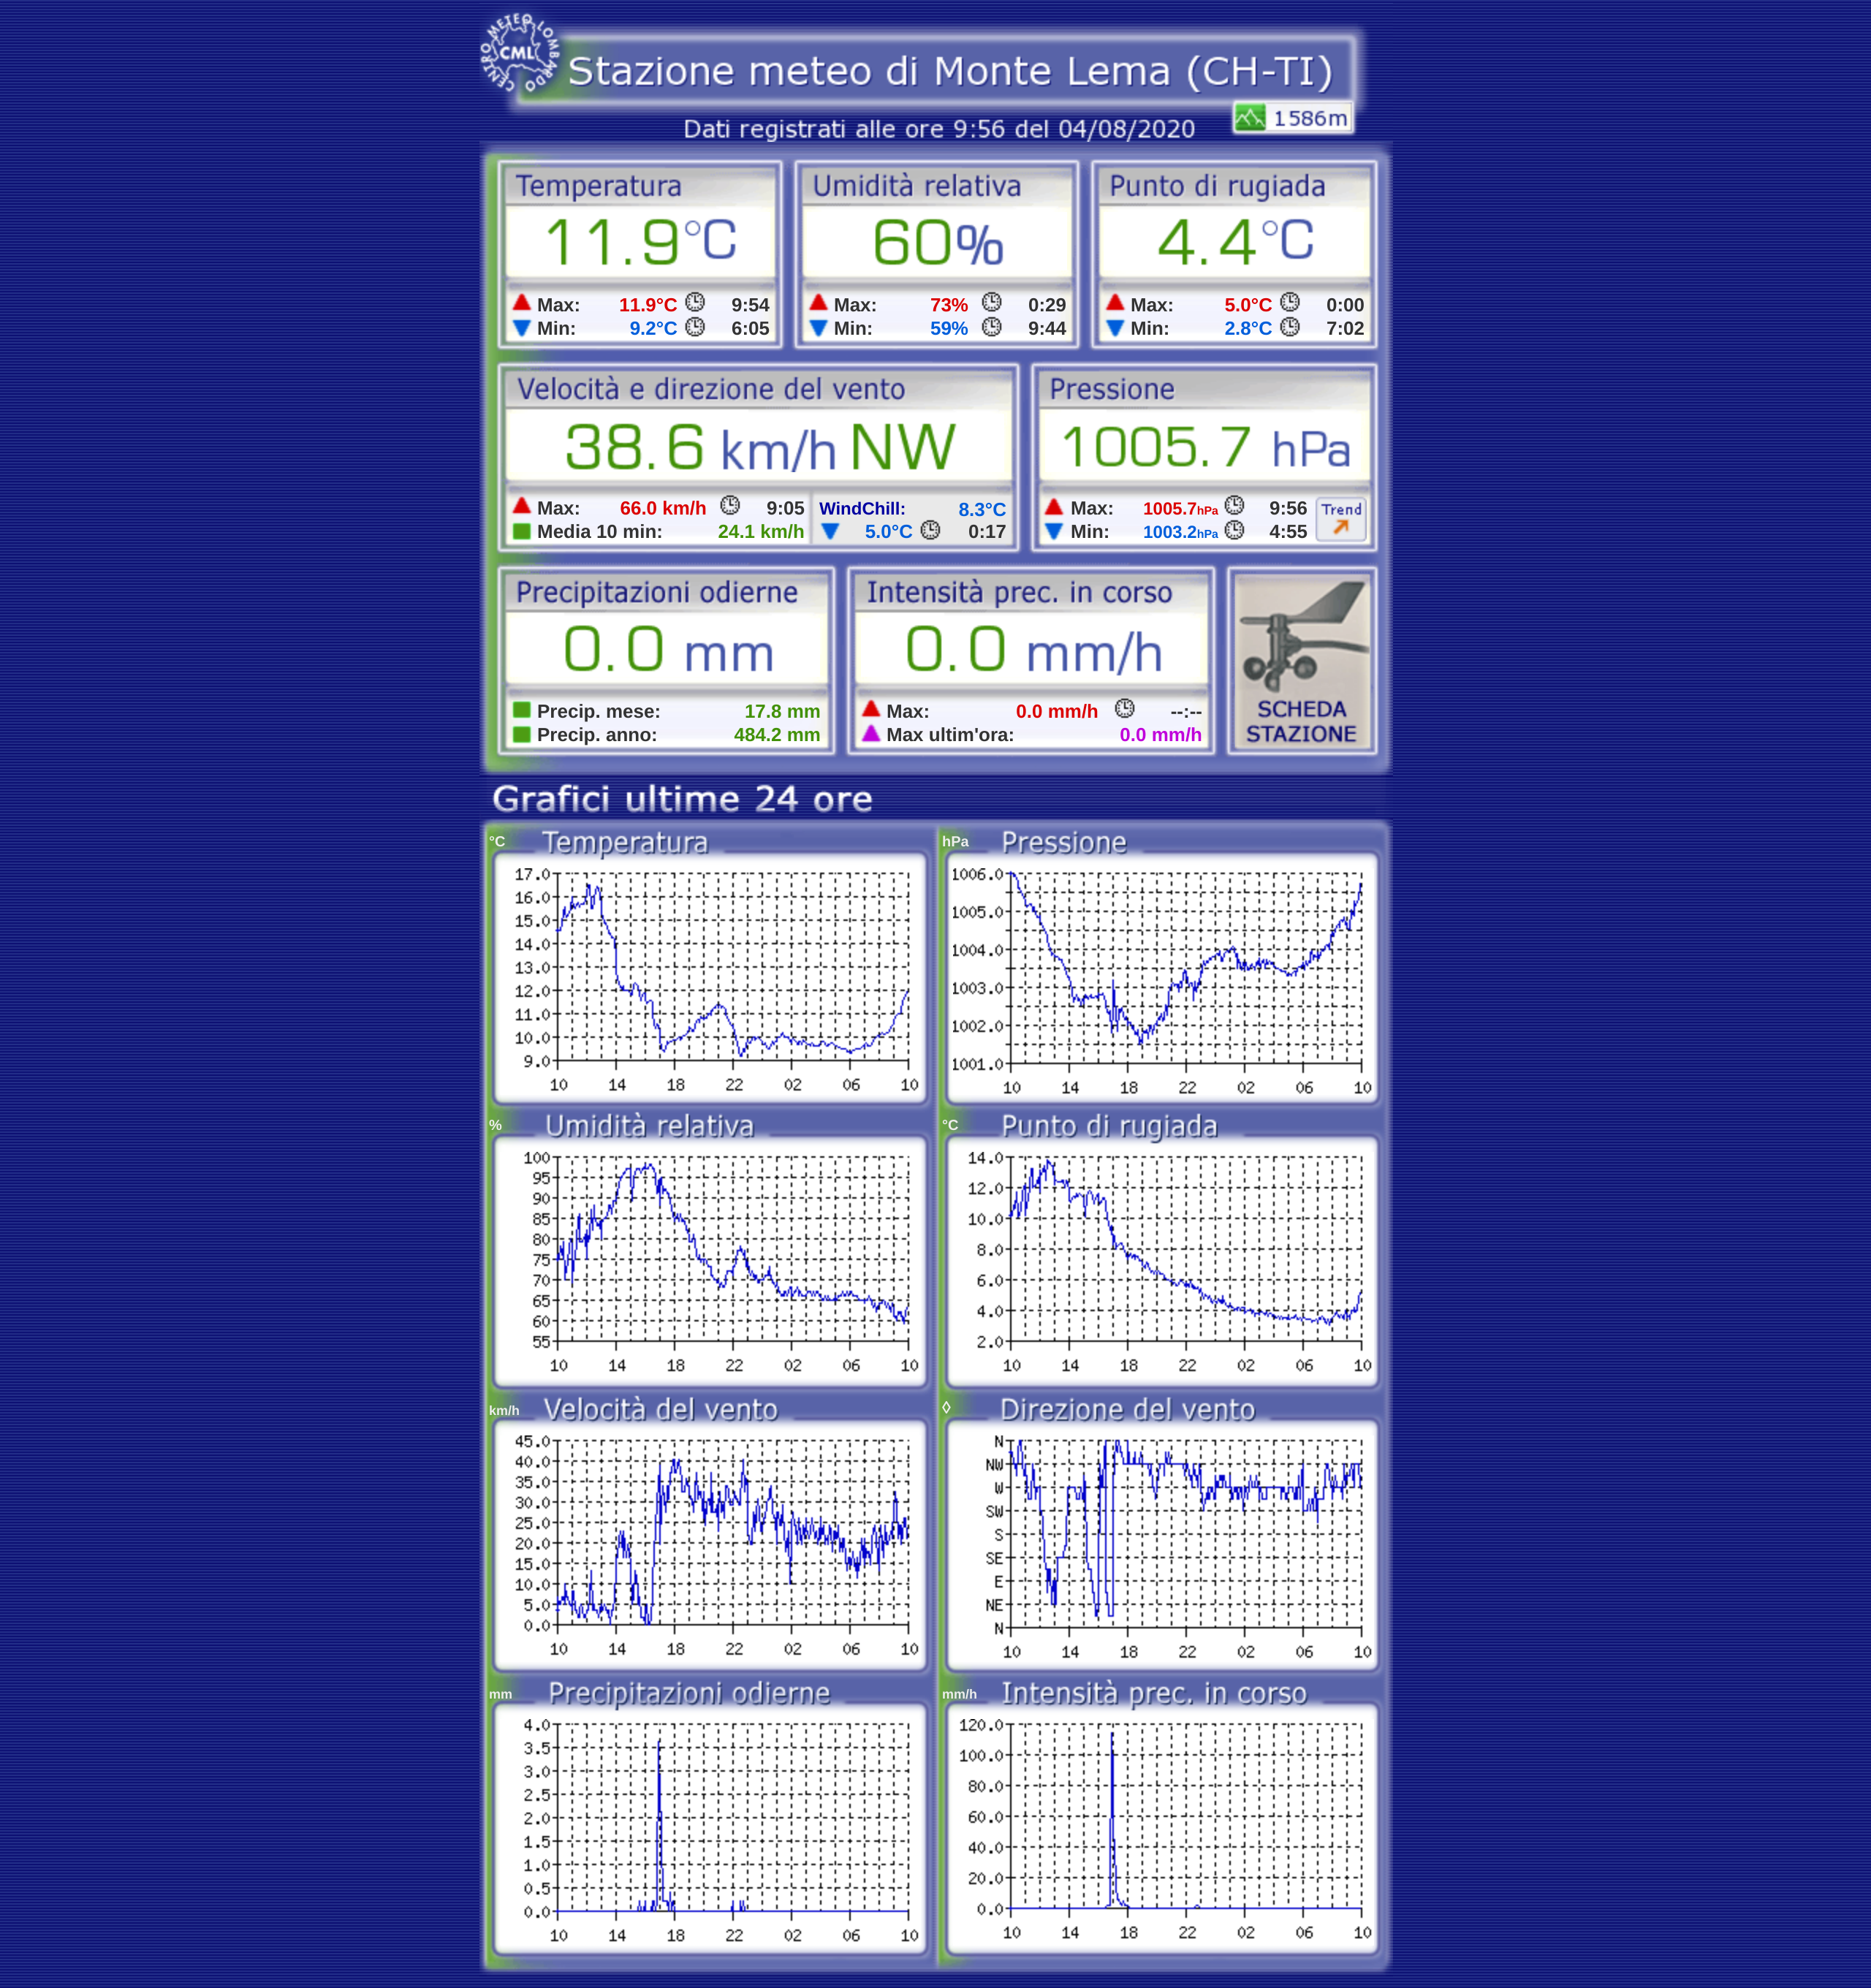 CENTRO METEO LOMBARDO
CML
Stazione meteo di Monte Lema (CH-TI)
1586m
Dati registrati alle ore 9:56 del 04/08/2020
Temperatura
11.9°C
Max: 11.9°C 9:54
Min: 9.2°C 6:05
Umidità relativa
60%
Max: 73% 0:29
Min: 59% 9:44
Punto di rugiada
4.4°C
Max: 5.0°C 0:00
Min: 2.8°C 7:02
Velocità e direzione del vento
38.6 km/h NW
Max: 66.0 km/h 9:05
Media 10 min: 24.1 km/h
WindChill: 8.3°C
5.0°C 0:17
Pressione
1005.7 hPa
Max: 1005.7hPa 9:56
Min: 1003.2hPa 4:55
Trend
Precipitazioni odierne
0.0 mm
Precip. mese: 17.8 mm
Precip. anno: 484.2 mm
Intensità prec. in corso
0.0 mm/h
Max: 0.0 mm/h --:--
Max ultim'ora: 0.0 mm/h
SCHEDA
STAZIONE
Grafici ultime 24 ore
°C Temperatura
17.0
16.0
15.0
14.0
13.0
12.0
11.0
10.0
9.0
10 14 18 22 02 06 10
hPa Pressione
1006.0
1005.0
1004.0
1003.0
1002.0
1001.0
10 14 18 22 02 06 10
% Umidità relativa
100
95
90
85
80
75
70
65
60
55
10 14 18 22 02 06 10
°C Punto di rugiada
14.0
12.0
10.0
8.0
6.0
4.0
2.0
10 14 18 22 02 06 10
km/h Velocità del vento
45.0
40.0
35.0
30.0
25.0
20.0
15.0
10.0
5.0
0.0
10 14 18 22 02 06 10
◊ Direzione del vento
N
NW
W
SW
S
SE
E
NE
N
10 14 18 22 02 06 10
mm Precipitazioni odierne
4.0
3.5
3.0
2.5
2.0
1.5
1.0
0.5
0.0
10 14 18 22 02 06 10
mm/h Intensità prec. in corso
120.0
100.0
80.0
60.0
40.0
20.0
0.0
10 14 18 22 02 06 10